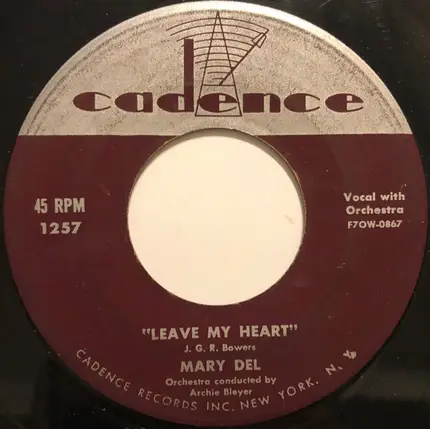 cadence
45 RPM
1257
Vocal with
Orchestra
F7OW-0867
"LEAVE MY HEART"
J. G. R. Bowers
MARY DEL
Orchestra conducted by
Archie Bleyer
CADENCE RECORDS INC. NEW YORK, N. Y.